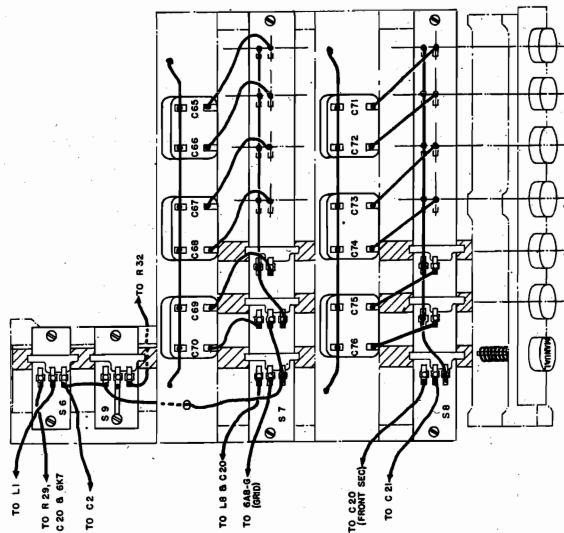 C65
C66
C67
C68
C69
C70
C71
C72
C73
C74
C75
C76
TO R 32
S 6
S 9
S 7
S 8
MANUAL
TO L1
TO R 29,
C 20 & 6K7
TO C2
TO L8 & C20
TO 6A8-G
(GRID)
TO C 20
(FRONT SEC)
TO C 21